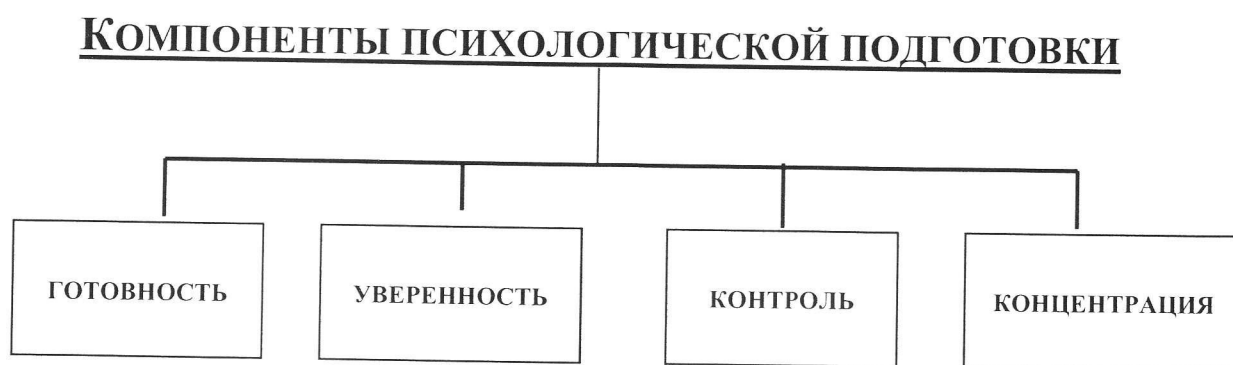 КОМПОНЕНТЫ ПСИХОЛОГИЧЕСКОЙ ПОДГОТОВКИ
ГОТОВНОСТЬ
УВЕРЕННОСТЬ
КОНТРОЛЬ
КОНЦЕНТРАЦИЯ